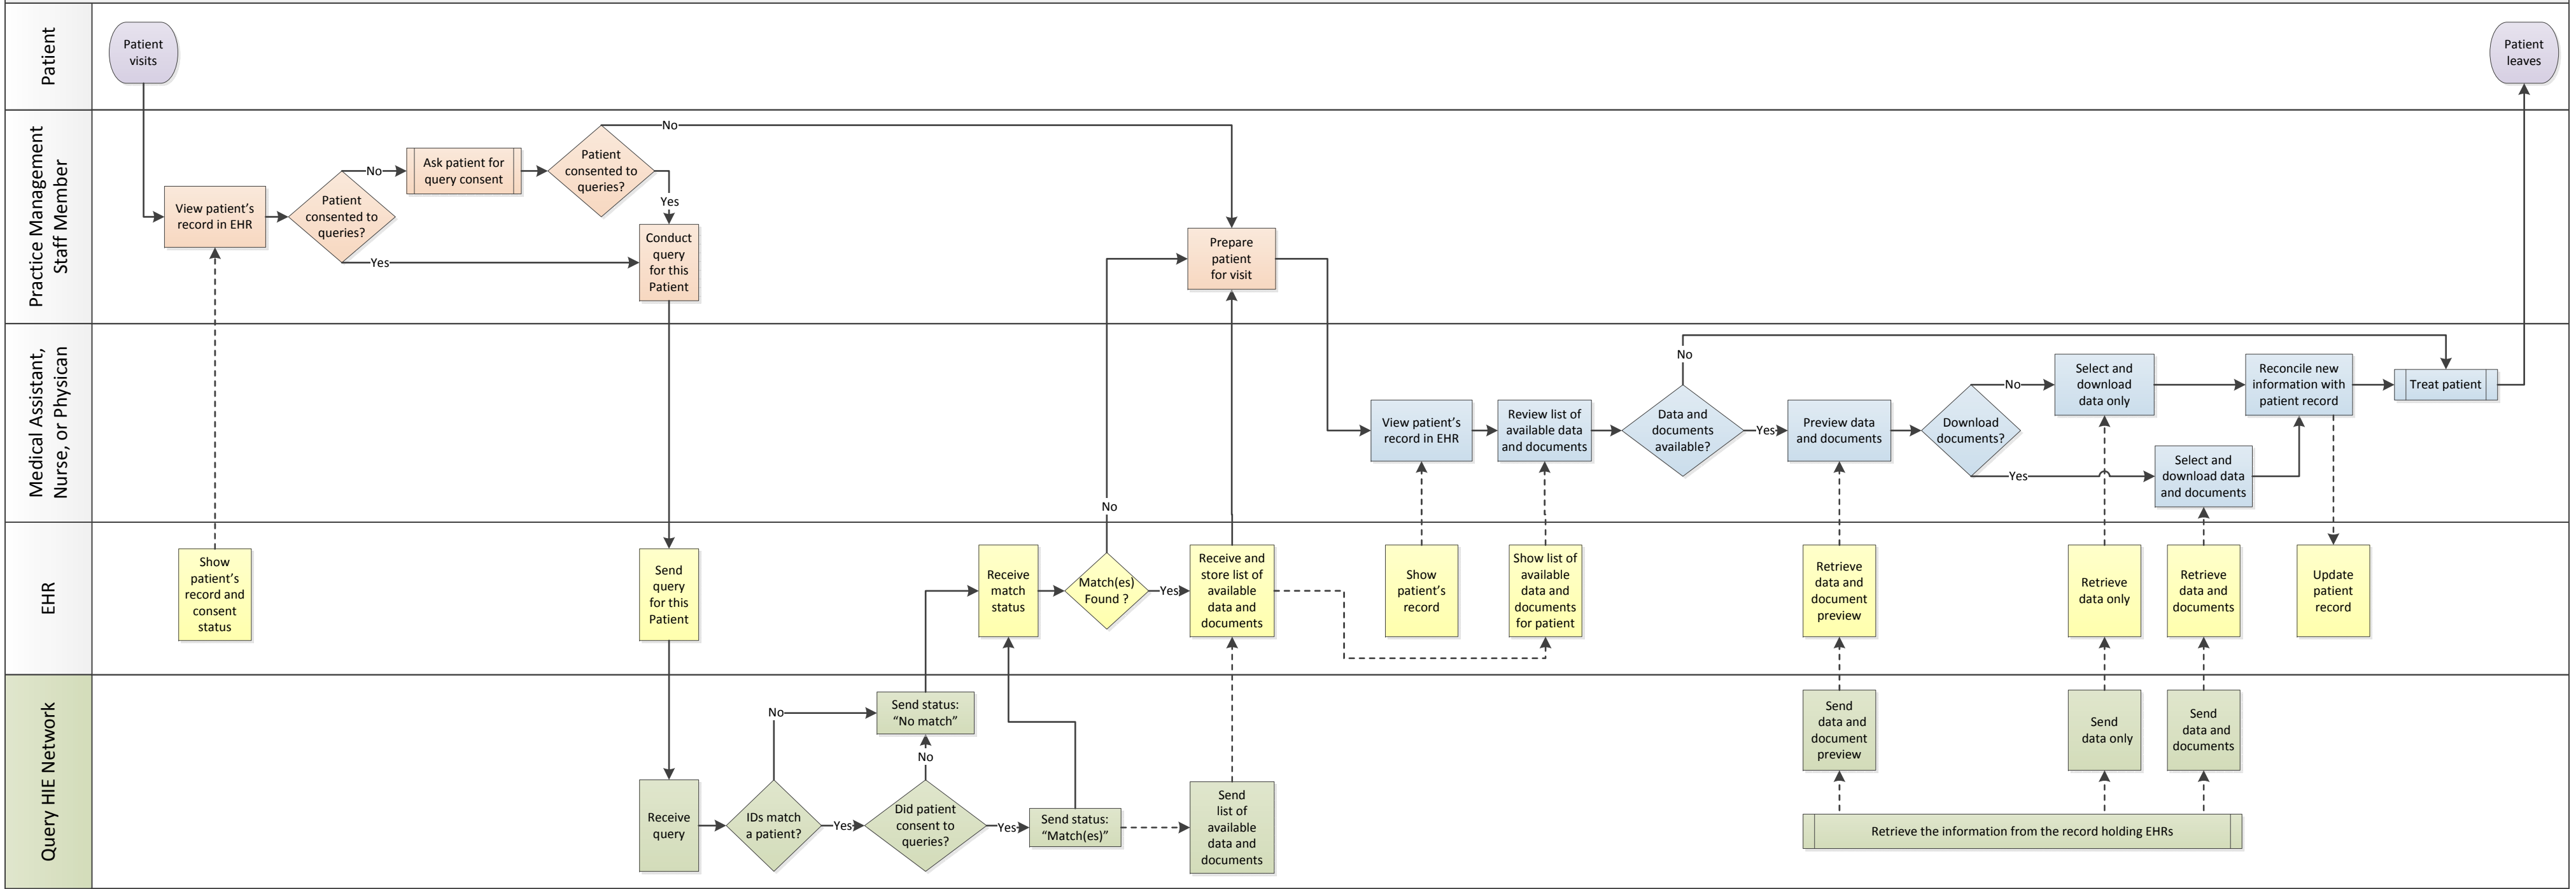 Patient
Patient
visits
Patient
leaves
Practice Management
Staff Member
View patient's
record in EHR
Patient
consented to
queries?
No
Yes
Ask patient for
query consent
Patient
consented to
queries?
No
Yes
Conduct
query
for this
Patient
Prepare
patient
for visit
Medical Assistant,
Nurse, or Physican
View patient's
record in EHR
Review list of
available data
and documents
Data and
documents
available?
No
Yes
Preview data
and documents
Download
documents?
No
Yes
Select and
download
data only
Select and
download data
and documents
Reconcile new
information with
patient record
Treat patient
EHR
Show
patient's
record and
consent
status
Send
query
for this
Patient
Receive
match
status
Match(es)
Found ?
No
Yes
Receive and
store list of
available
data and
documents
Show
patient's
record
Show list of
available
data and
documents
for patient
Retrieve
data and
document
preview
Retrieve
data only
Retrieve
data and
documents
Update
patient
record
Query HIE Network
Receive
query
IDs match
a patient?
No
Yes
Send status:
“No match”
Did patient
consent to
queries?
No
Yes
Send status:
“Match(es)”
Send
list of
available
data and
documents
Send
data and
document
preview
Send
data only
Send
data and
documents
Retrieve the information from the record holding EHRs